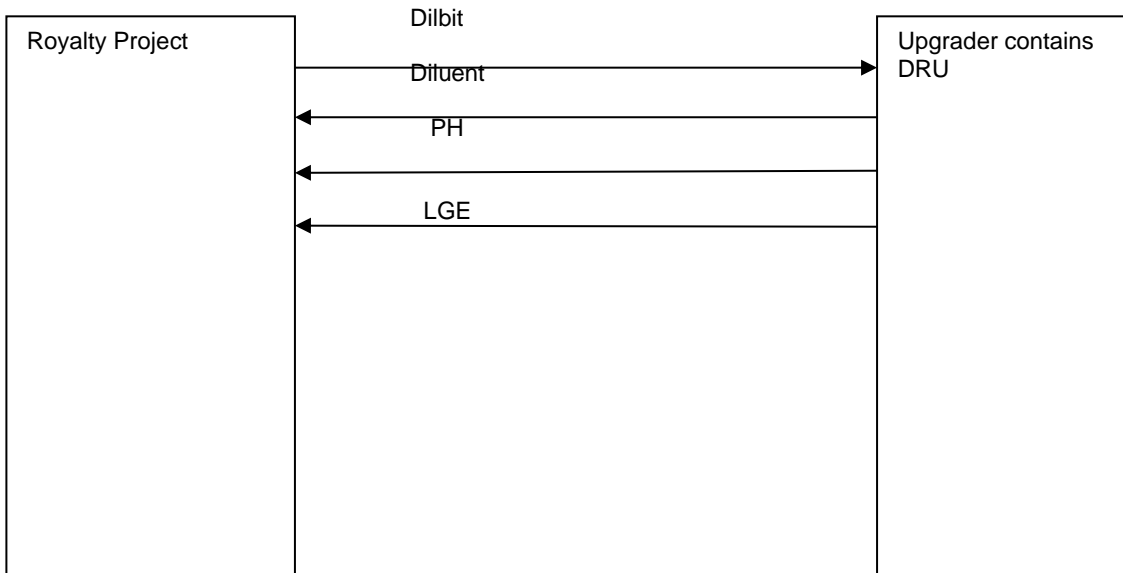 Royalty Project
Dilbit
Diluent
PH
LGE
Upgrader contains
DRU